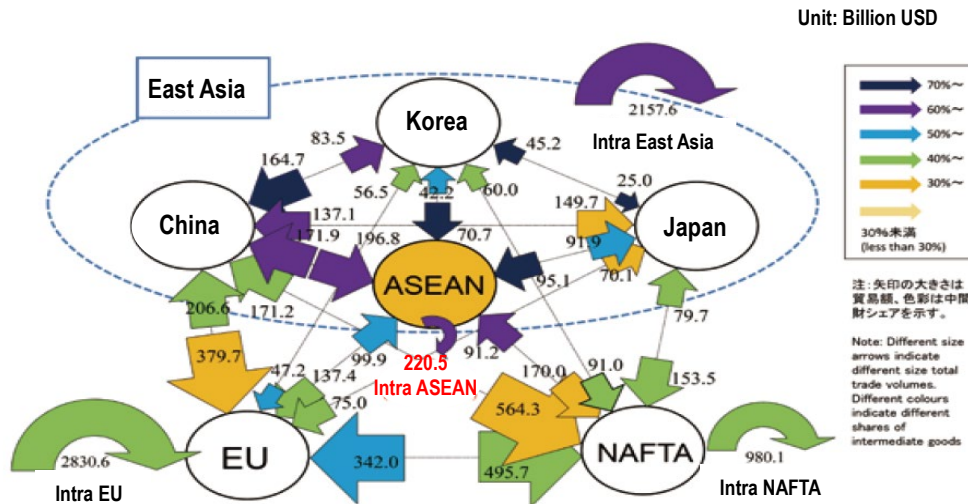 Unit: Billion USD
East Asia
Korea
2157.6
Intra East Asia
83.5
45.2
164.7
56.5
42.2
60.0
25.0
China
137.1
149.7
Japan
171.9
196.8
70.7
91.9
ASEAN
95.1
70.1
206.6
171.2
79.7
379.7
99.9
220.5
Intra ASEAN
91.2
47.2
137.4
75.0
170.0
91.0
153.5
564.3
EU
342.0
495.7
NAFTA
2830.6
Intra EU
980.1
Intra NAFTA
70%~
60%~
50%~
40%~
30%~
30%未満
(less than 30%)
注：矢印の大きさは
貿易額、色彩は中間
財シェアを示す。
Note: Different size
arrows indicate
different size total
trade volumes.
Different colours
indicate different
shares of
intermediate goods